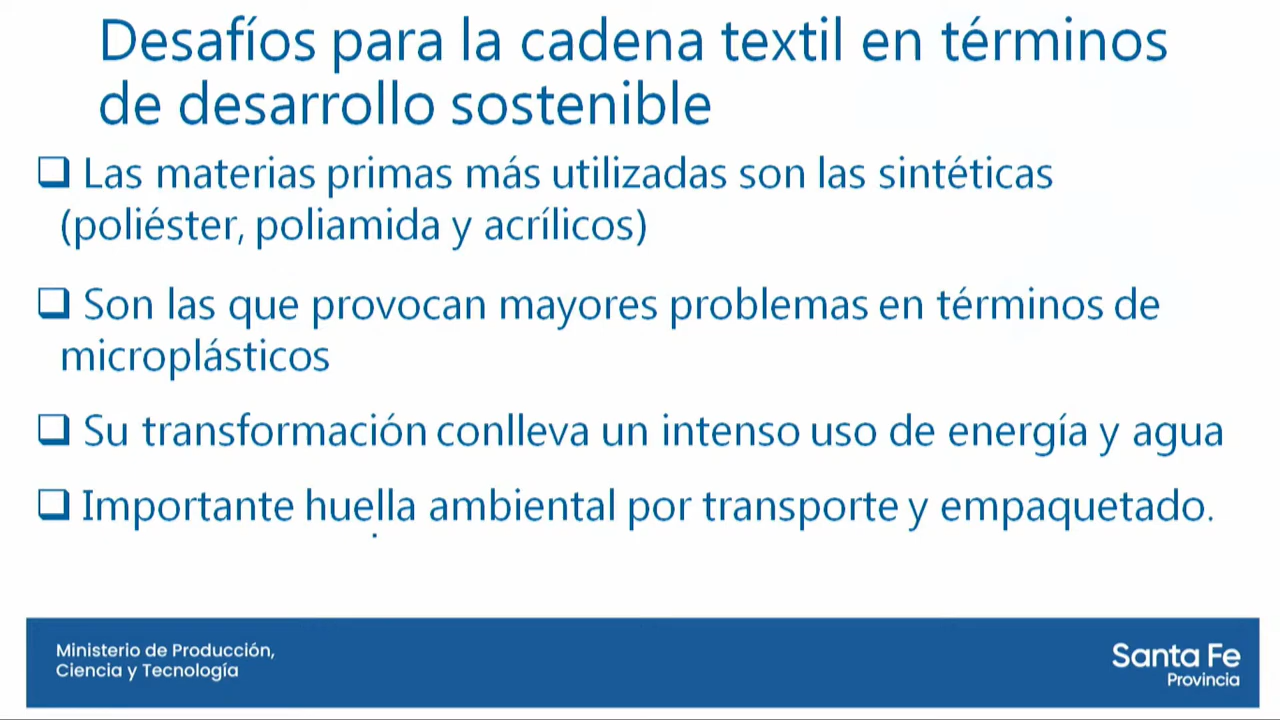 Desafíos para la cadena textil en términos
de desarrollo sostenible
❑ Las materias primas más utilizadas son las sintéticas
(poliéster, poliamida y acrílicos)
❑ Son las que provocan mayores problemas en términos de
microplásticos
❑ Su transformación conlleva un intenso uso de energía y agua
❑ Importante huella ambiental por transporte y empaquetado.
Ministerio de Producción,
Ciencia y Tecnología
Santa Fe
Provincia